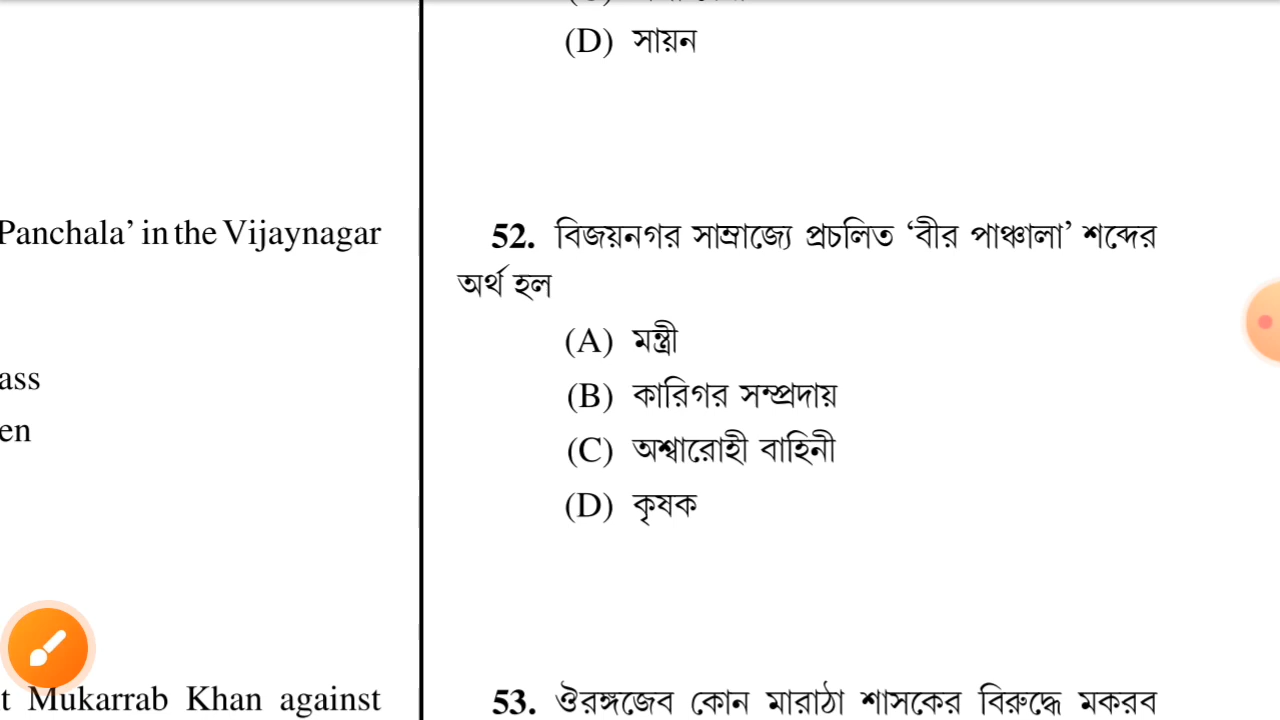 (D) সায়ন
Panchala’ in the Vijaynagar
ass
en
t Mukarrab Khan against
52. বিজয়নগর সাম্রাজ্যে প্রচলিত ‘বীর পাঞ্চালা’ শব্দের
অর্থ হল
(A) মন্ত্রী
(B) কারিগর সম্প্রদায়
(C) অশ্বারোহী বাহিনী
(D) কৃষক
53. ঔরঙ্গজেব কোন মারাঠা শাসকের বিরুদ্ধে মকরব